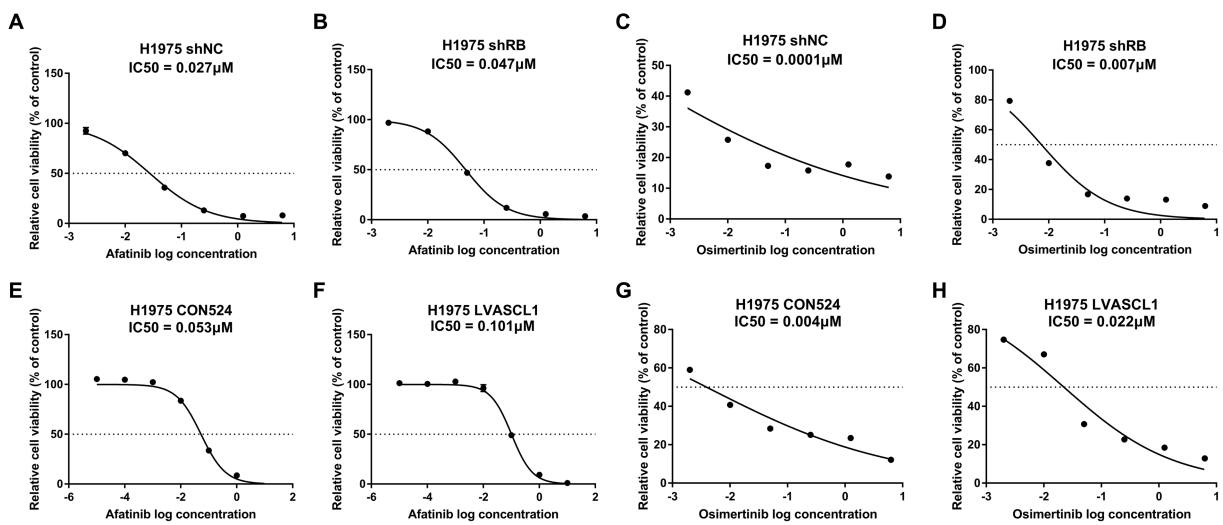 A
H1975 shNC
IC50 = 0.027µM
Relative cell viability (% of control)
150
100
50
0
-3
-2
-1
0
1
Afatinib log concentration
B
H1975 shRB
IC50 = 0.047µM
Relative cell viability (% of control)
150
100
50
0
-3
-2
-1
0
1
Afatinib log concentration
C
H1975 shNC
IC50 = 0.0001µM
Relative cell viability (% of control)
50
40
30
20
10
0
-3
-2
-1
0
1
Osimertinib log concentration
D
H1975 shRB
IC50 = 0.007µM
Relative cell viability (% of control)
100
80
60
40
20
0
-3
-2
-1
0
1
Osimertinib log concentration
E
H1975 CON524
IC50 = 0.053µM
Relative cell viability (% of control)
150
100
50
0
-6
-4
-2
0
2
Afatinib log concentration
F
H1975 LVASCL1
IC50 = 0.101µM
Relative cell viability (% of control)
150
100
50
0
-6
-4
-2
0
2
Afatinib log concentration
G
H1975 CON524
IC50 = 0.004µM
Relative cell viability (% of control)
80
60
40
20
0
-3
-2
-1
0
1
Osimertinib log concentration
H
H1975 LVASCL1
IC50 = 0.022µM
Relative cell viability (% of control)
80
60
40
20
0
-3
-2
-1
0
1
Osimertinib log concentration